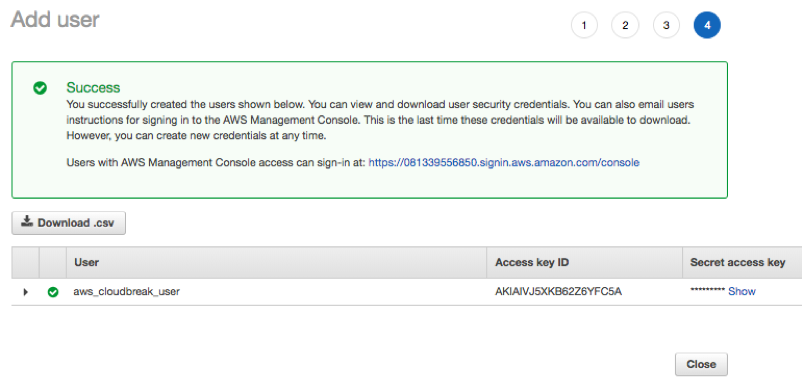 Add user
1 2 3 4
Success
You successfully created the users shown below. You can view and download user security credentials. You can also email users
instructions for signing in to the AWS Management Console. This is the last time these credentials will be available to download.
However, you can create new credentials at any time.
Users with AWS Management Console access can sign-in at: https://081339556850.signin.aws.amazon.com/console
Download .csv
User Access key ID Secret access key
aws_cloudbreak_user AKIAIVJ5XKB62Z6YFC5A ********* Show
Close